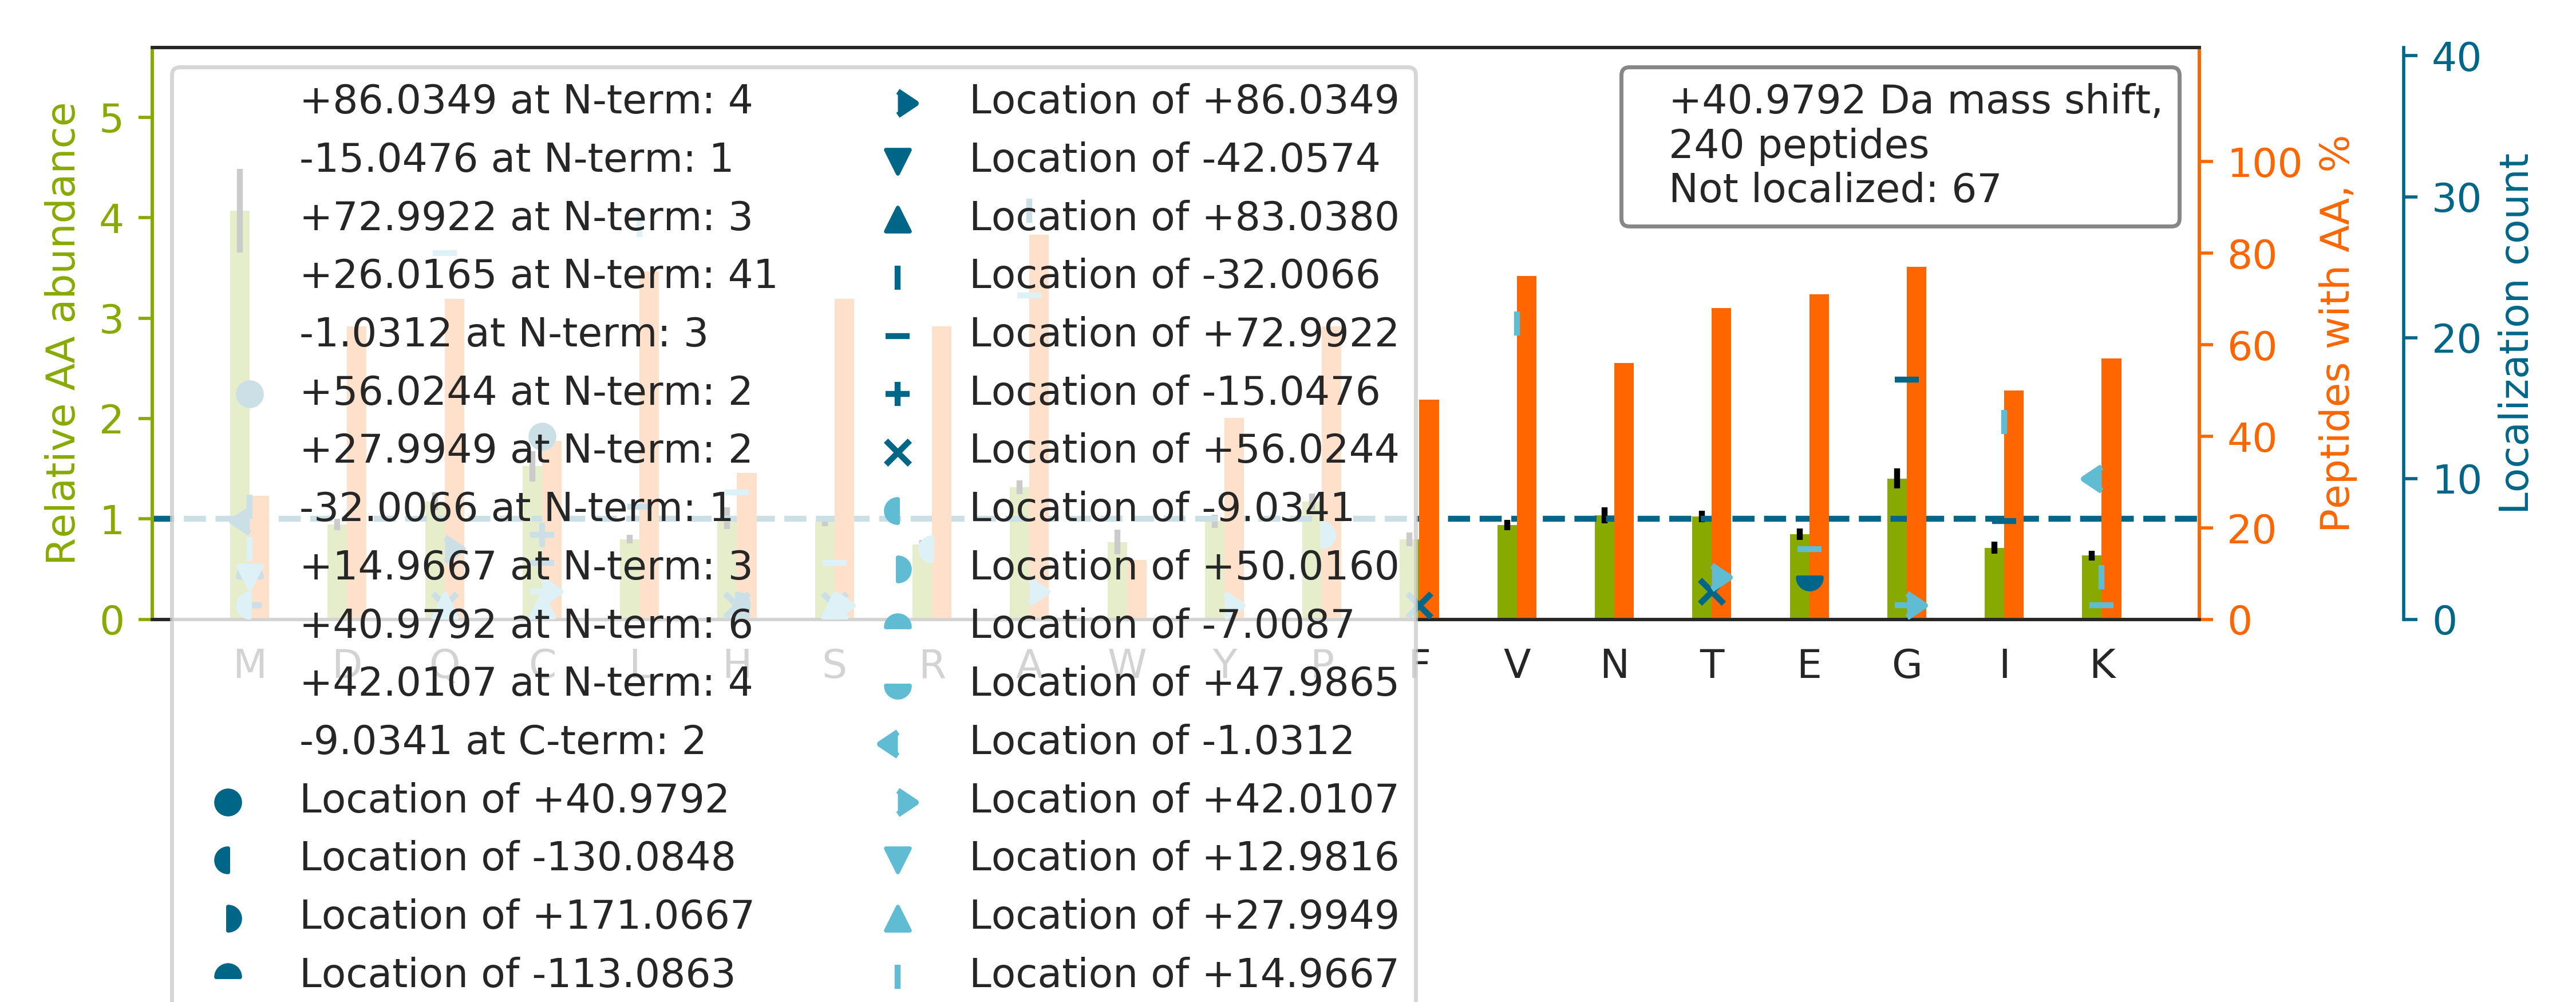 Relative AA abundance
5
4
3
2
1
0
+86.0349 at N-term: 4
-15.0476 at N-term: 1
+72.9922 at N-term: 3
+26.0165 at N-term: 41
-1.0312 at N-term: 3
+56.0244 at N-term: 2
+27.9949 at N-term: 2
-32.0066 at N-term: 1
+14.9667 at N-term: 3
+40.9792 at N-term: 6
+42.0107 at N-term: 4
-9.0341 at C-term: 2
Location of +40.9792
Location of -130.0848
Location of +171.0667
Location of -113.0863
Location of +86.0349
Location of -42.0574
Location of +83.0380
Location of -32.0066
Location of +72.9922
Location of -15.0476
Location of +56.0244
Location of -9.0341
Location of +50.0160
Location of -7.0087
Location of +47.9865
Location of -1.0312
Location of +42.0107
Location of +12.9816
Location of +27.9949
Location of +14.9667
+40.9792 Da mass shift,
240 peptides
Not localized: 67
M D Q C L H S R A W Y P F V N T E G I K
100
80
60
40
20
0
Peptides with AA, %
40
30
20
10
0
Localization count